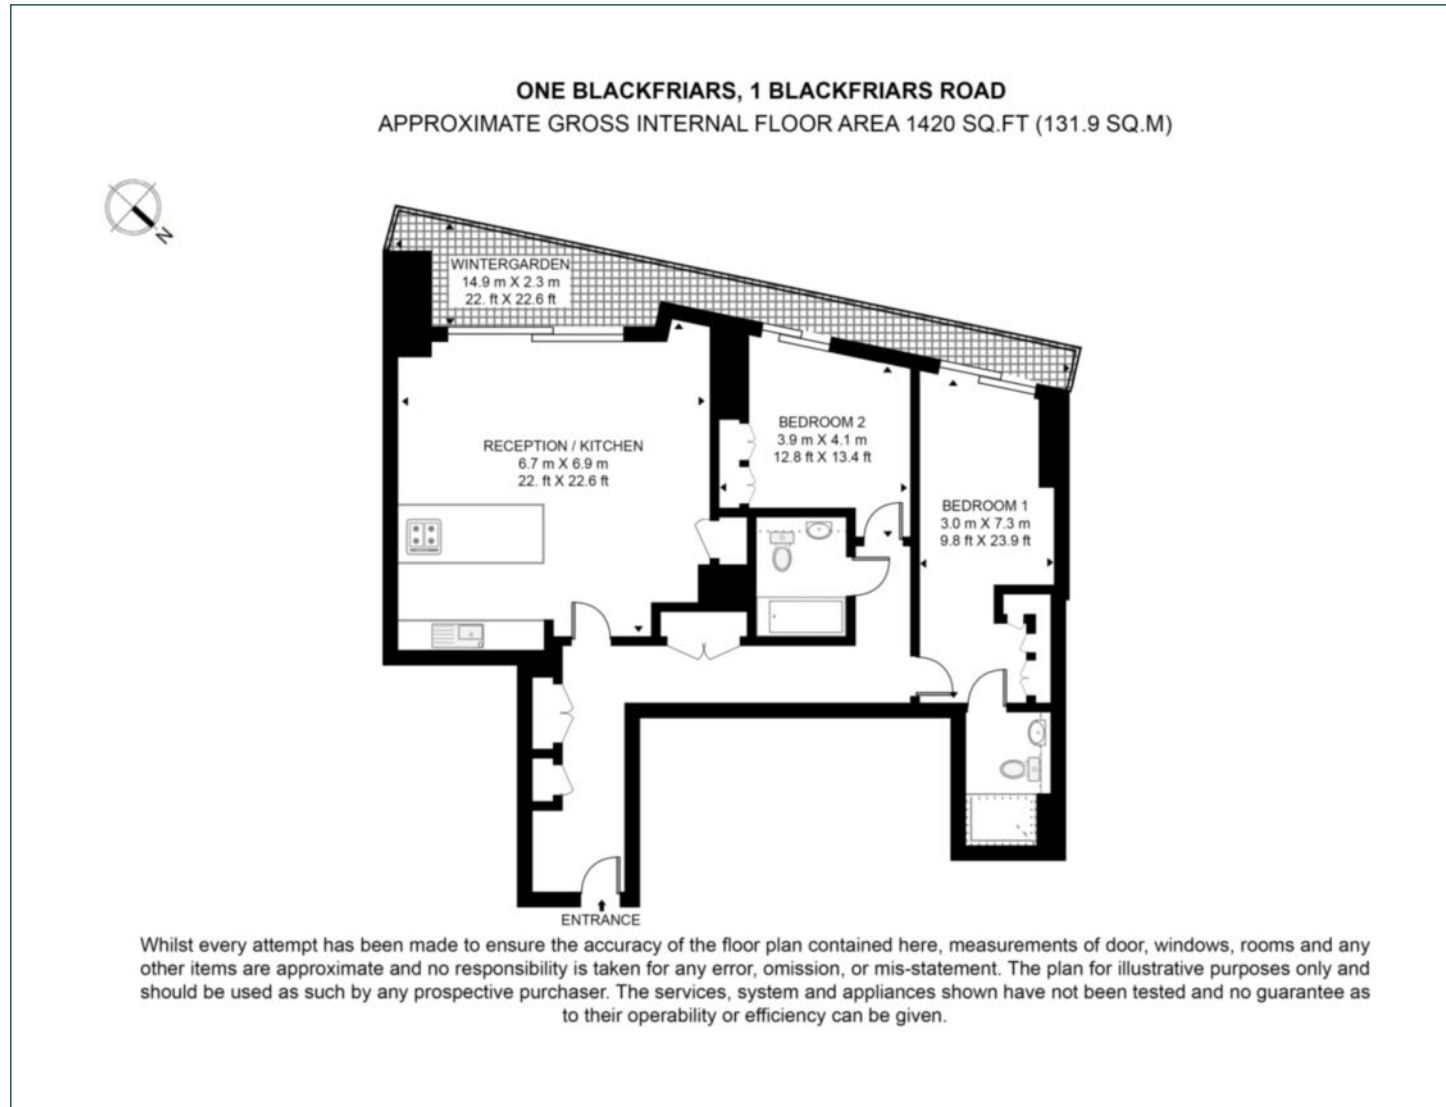 ONE BLACKFRIARS, 1 BLACKFRIARS ROAD
APPROXIMATE GROSS INTERNAL FLOOR AREA 1420 SQ.FT (131.9 SQ.M)
N
WINTERGARDEN
14.9 m X 2.3 m
22. ft X 22.6 ft
RECEPTION / KITCHEN
6.7 m X 6.9 m
22. ft X 22.6 ft
BEDROOM 2
3.9 m X 4.1 m
12.8 ft X 13.4 ft
BEDROOM 1
3.0 m X 7.3 m
9.8 ft X 23.9 ft
ENTRANCE
Whilst every attempt has been made to ensure the accuracy of the floor plan contained here, measurements of door, windows, rooms and any
other items are approximate and no responsibility is taken for any error, omission, or mis-statement. The plan for illustrative purposes only and
should be used as such by any prospective purchaser. The services, system and appliances shown have not been tested and no guarantee as
to their operability or efficiency can be given.